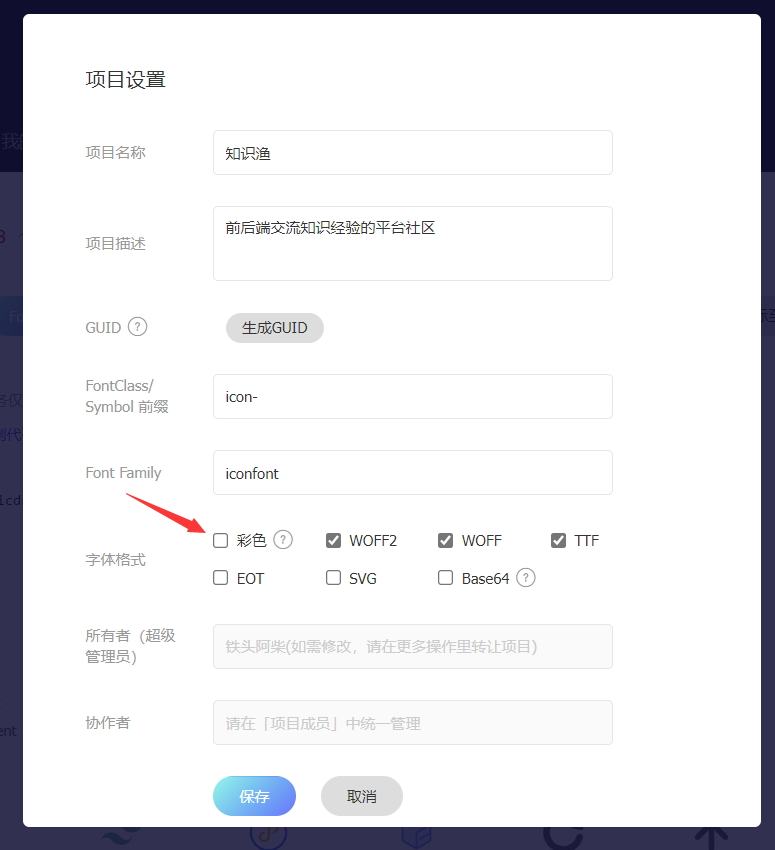 项目设置
项目名称
知识渔
项目描述
前后端交流知识经验的平台社区
GUID ?
生成GUID
FontClass/
Symbol 前缀
icon-
Font Family
iconfont
字体格式
彩色 ? WOFF2 WOFF TTF
EOT SVG Base64 ?
所有者（超级
管理员）
铁头阿柴(如需修改，请在更多操作里转让项目)
协作者
请在「项目成员」中统一管理
保存 取消